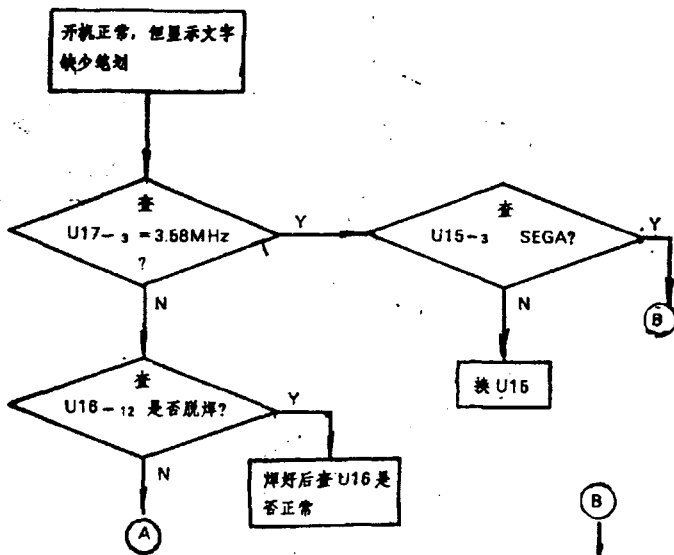 开机正常，但显示文字
缺少笔划
查
U17-3 = 3.58MHz
?
Y
N
查
U15-3 SEGA?
Y
N
B
换 U15
查
U16-12 是否脱焊?
Y
N
焊好后查 U16 是
否正常
A
B